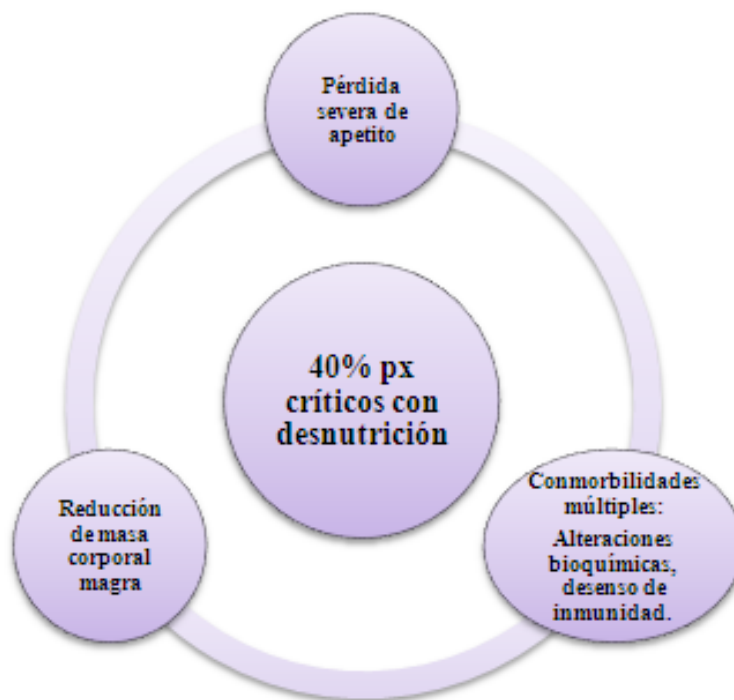 Pérdida
severa de
apetito
40% px
críticos con
desnutrición
Reducción
de masa
corporal
magra
Conmorbilidades
múltiples:
Alteraciones
bioquímicas,
desenso de
inmunidad.